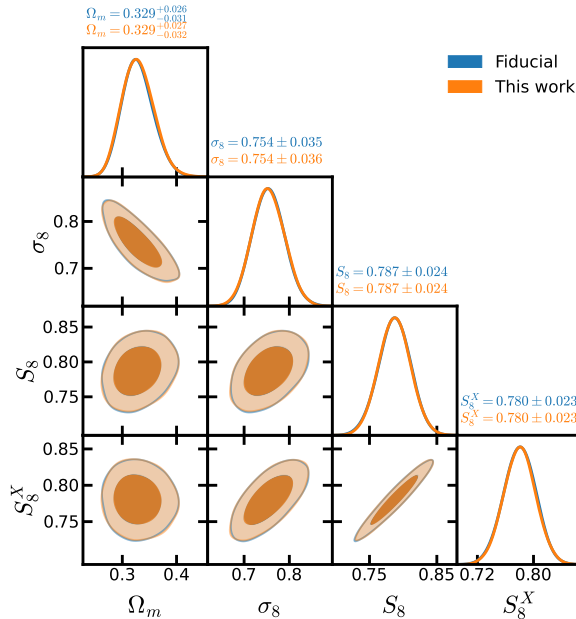 Ω_m = 0.329^{+0.026}_{-0.031}
Ω_m = 0.329^{+0.027}_{-0.032}
Fiducial
This work
σ_8 = 0.754 ± 0.035
σ_8 = 0.754 ± 0.036
σ_8
0.8
0.7
S_8 = 0.787 ± 0.024
S_8 = 0.787 ± 0.024
S_8
0.85
0.80
0.75
S_8^X = 0.780 ± 0.023
S_8^X = 0.780 ± 0.023
S_8^X
0.85
0.80
0.75
0.3 0.4 0.7 0.8 0.75 0.85 0.72 0.80
Ω_m σ_8 S_8 S_8^X